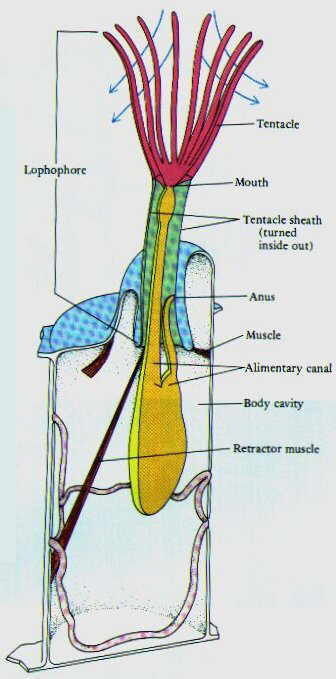 Tentacle
Lophophore
Mouth
Tentacle sheath
(turned
inside out)
Anus
Muscle
Alimentary canal
Body cavity
Retractor muscle